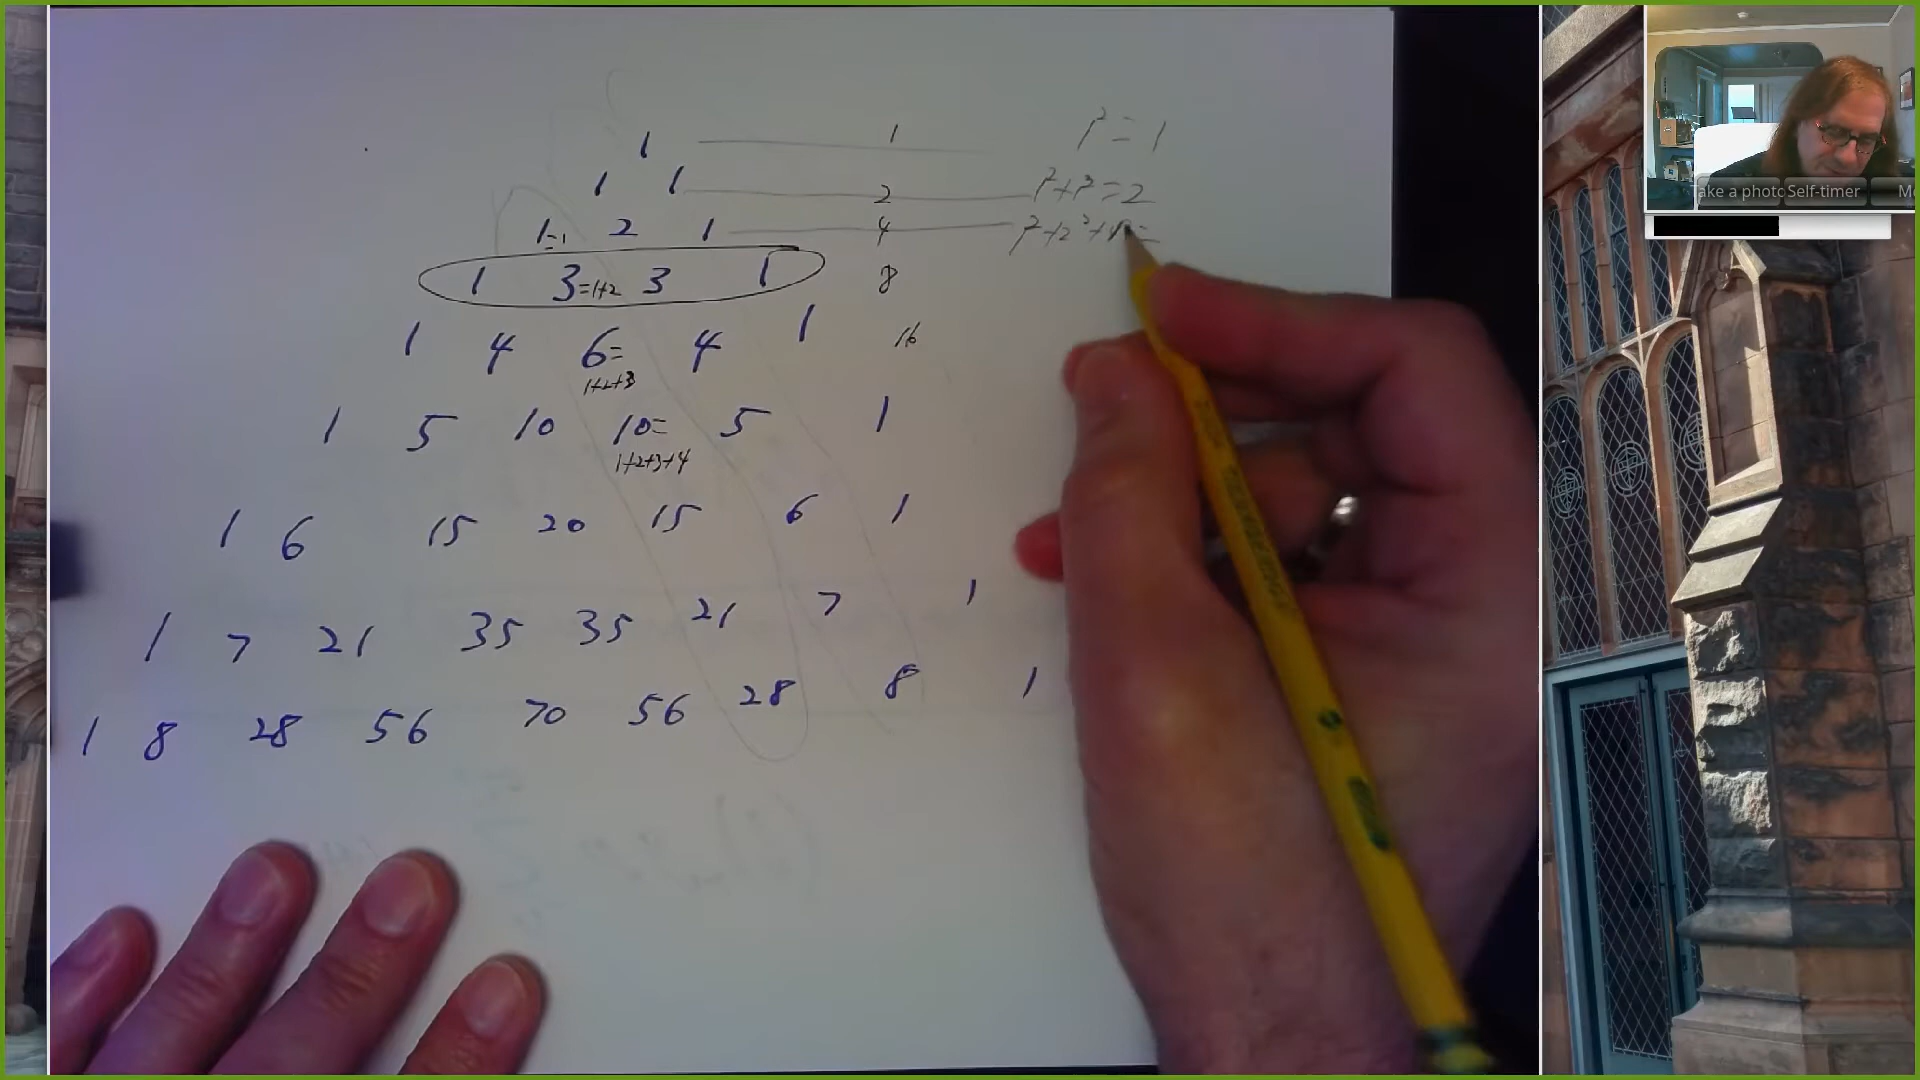 1 1 1² = 1
1 1 2 1²+1²=2
1=1 2 1 4 1²+2²+1²=
1 3=1+2 3 1 8
1 4 6= 4 1 16
1+2+3
1 5 10 10= 5 1
1+2+3+4
1 6 15 20 15 6 1
1 7 21 35 35 21 7 1
1 8 28 56 70 56 28 8 1
Take a photo Self-timer